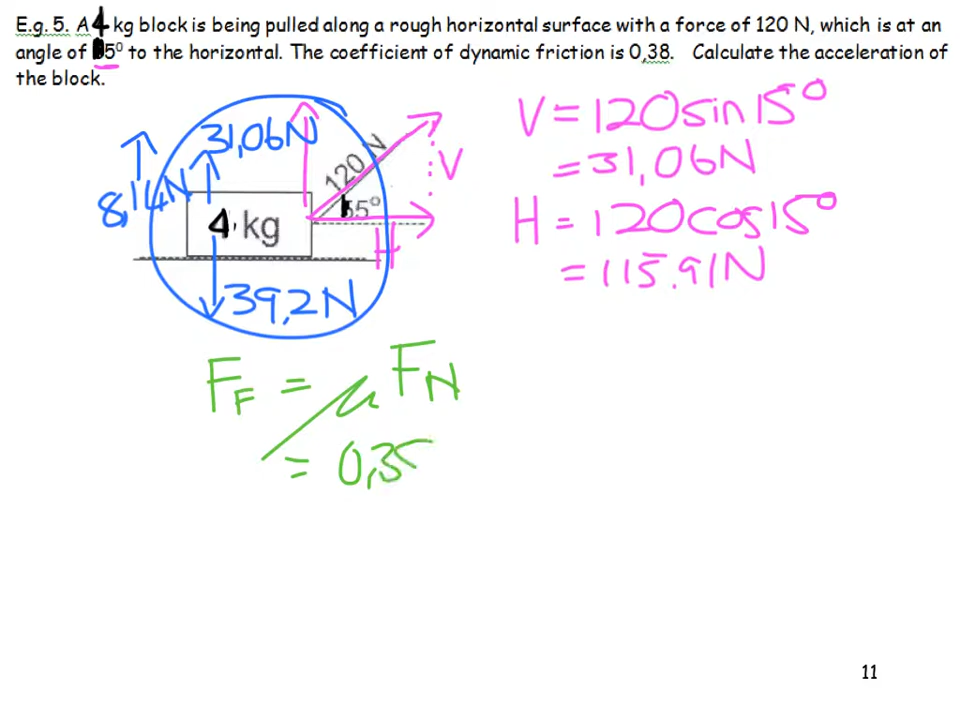 E.g. 5. A 4 kg block is being pulled along a rough horizontal surface with a force of 120 N, which is at an
angle of 15° to the horizontal. The coefficient of dynamic friction is 0,38. Calculate the acceleration of
the block.
V = 120sin15°
= 31,06N
H = 120cos15°
= 115.91N
31,06N
8,14N
120 N
V
15°
4 kg
H
39,2N
F_F = μ F_N
= 0,35
11